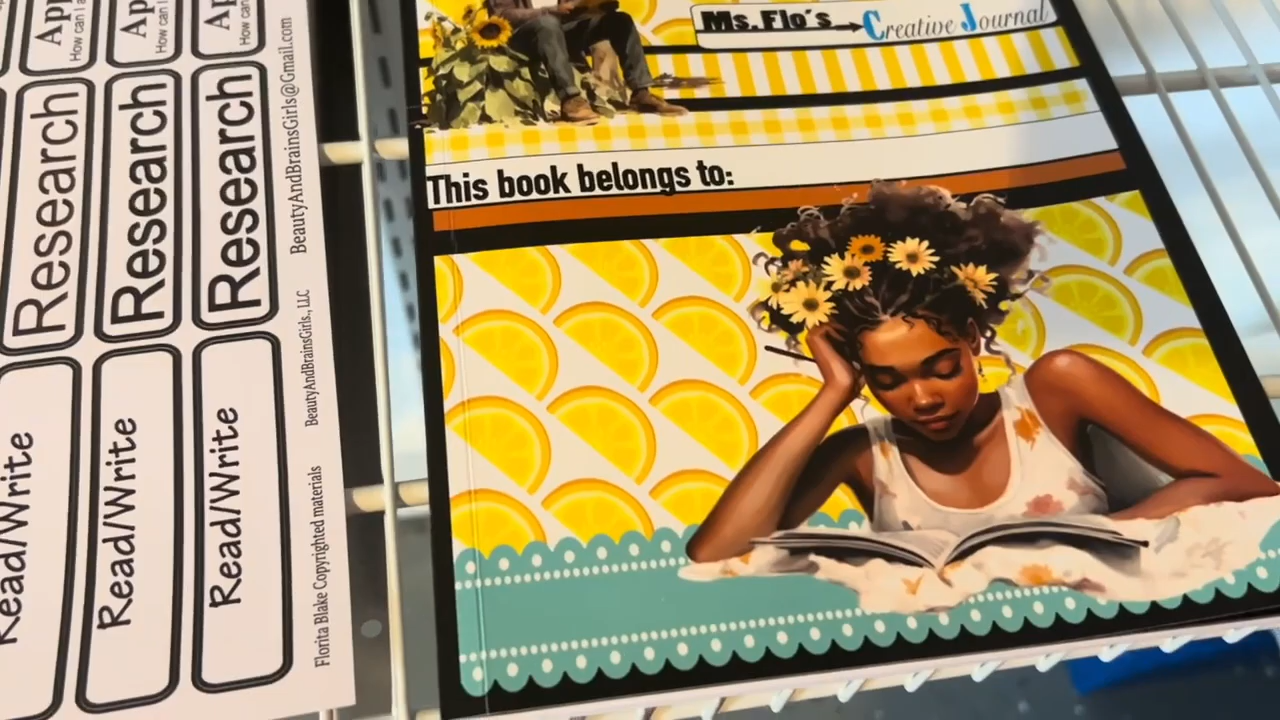 Ms.Flo's Creative Journal
This book belongs to:
App App App
How can I a
How can I
How can
Research
Research
Research
Read/Write
Read/Write
Read/Write
Florita Blake Copyrighted materials BeautyAndBrainsGirls., LLC BeautyAndBrainsGirls@Gmail.com